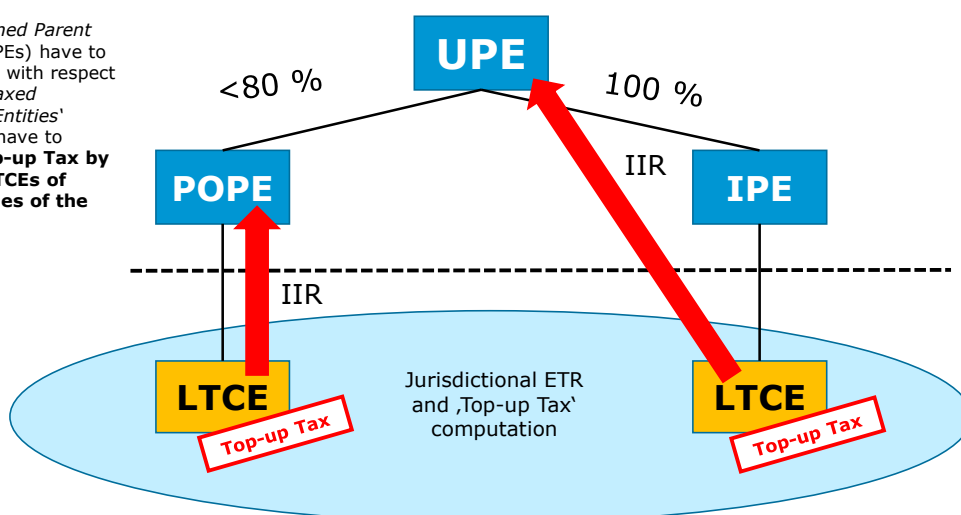 ned Parent
PEs) have to
with respect
axed
Entities‘
have to
p-up Tax by
TCEs of
es of the
UPE
<80 %
100 %
POPE
IIR
IPE
IIR
LTCE
Top-up Tax
Jurisdictional ETR
and ‚Top-up Tax‘
computation
LTCE
Top-up Tax